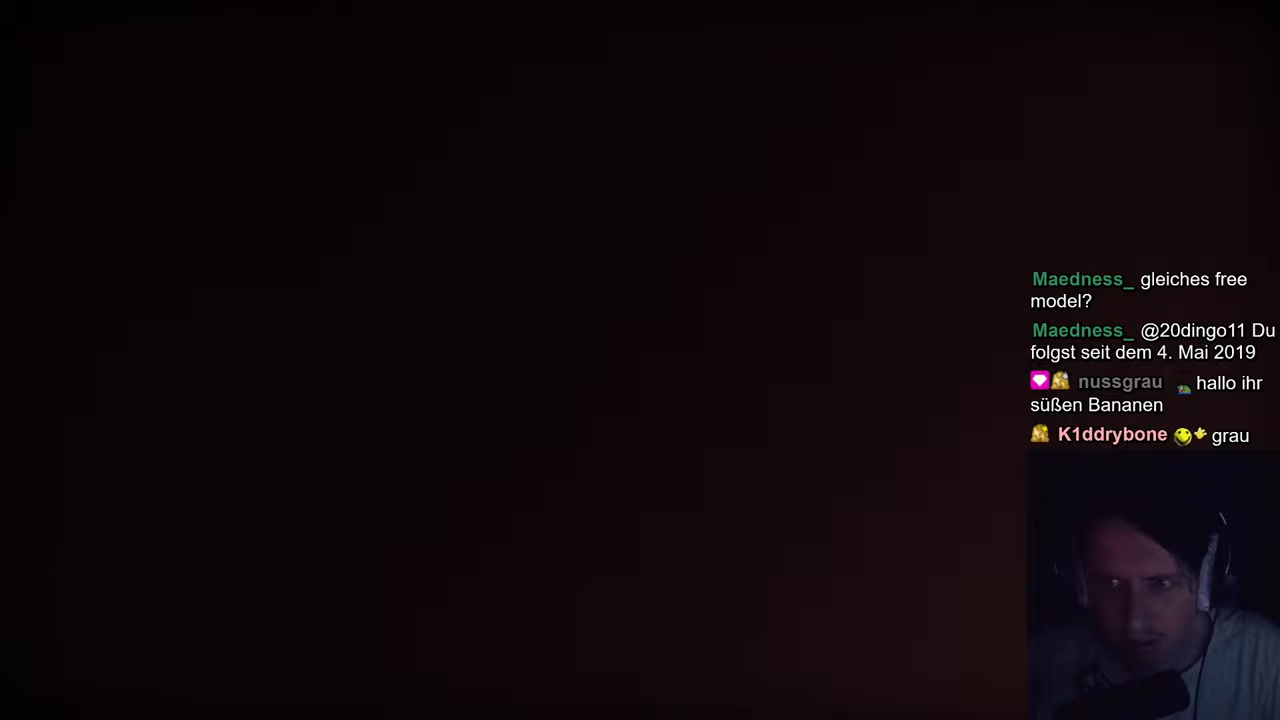 Maedness_ gleiches free
model?
Maedness_ @20dingo11 Du
folgst seit dem 4. Mai 2019
nussgrau hallo ihr
süßen Bananen
K1ddrybone grau